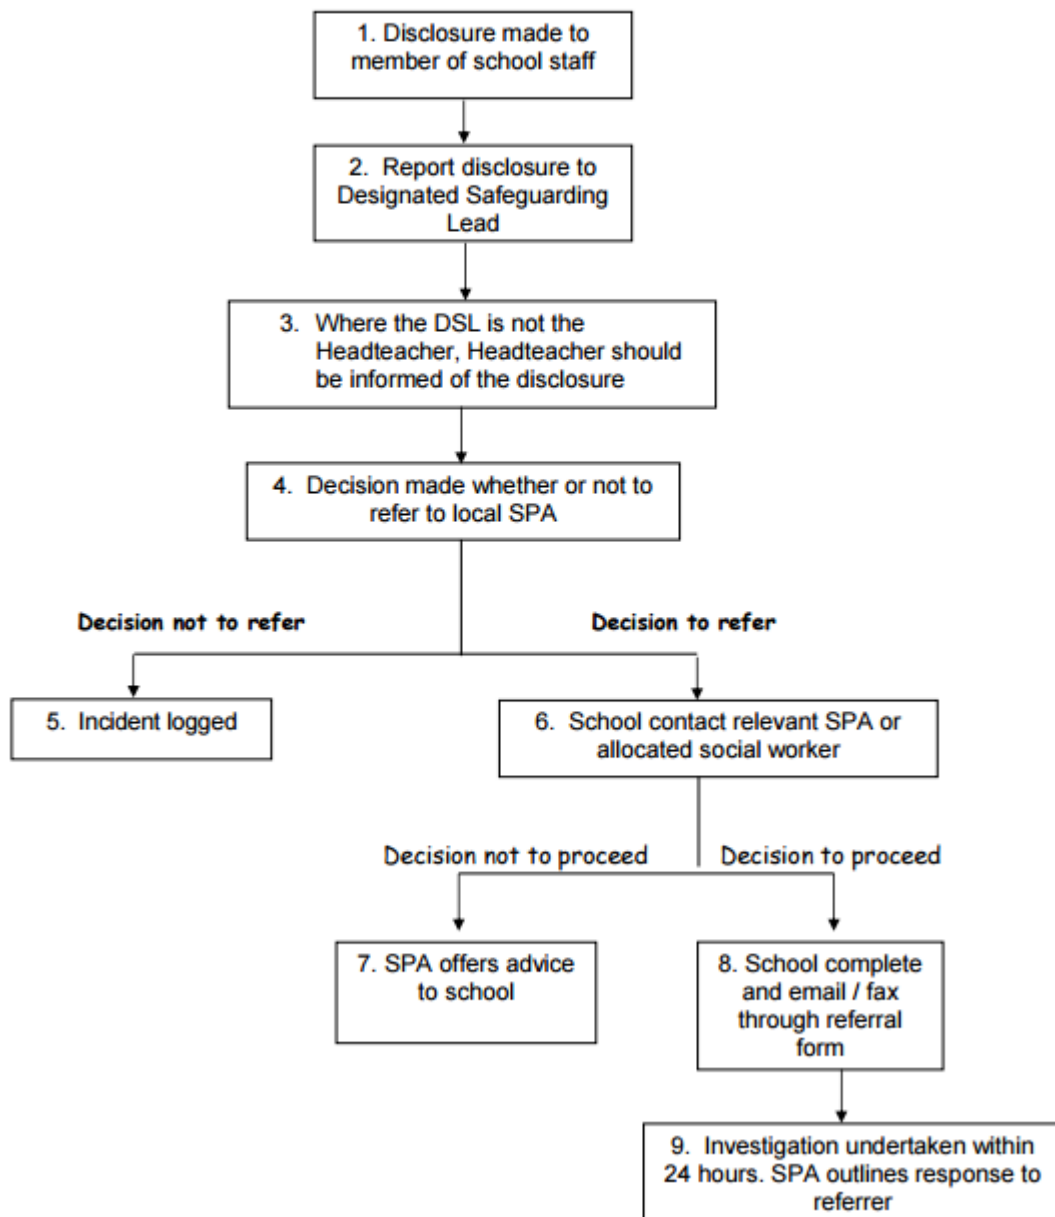 1. Disclosure made to
member of school staff
2. Report disclosure to
Designated Safeguarding
Lead
3. Where the DSL is not the
Headteacher, Headteacher should
be informed of the disclosure
4. Decision made whether or not to
refer to local SPA
Decision not to refer
Decision to refer
5. Incident logged
6. School contact relevant SPA or
allocated social worker
Decision not to proceed
Decision to proceed
7. SPA offers advice
to school
8. School complete
and email / fax
through referral
form
9. Investigation undertaken within
24 hours. SPA outlines response to
referrer